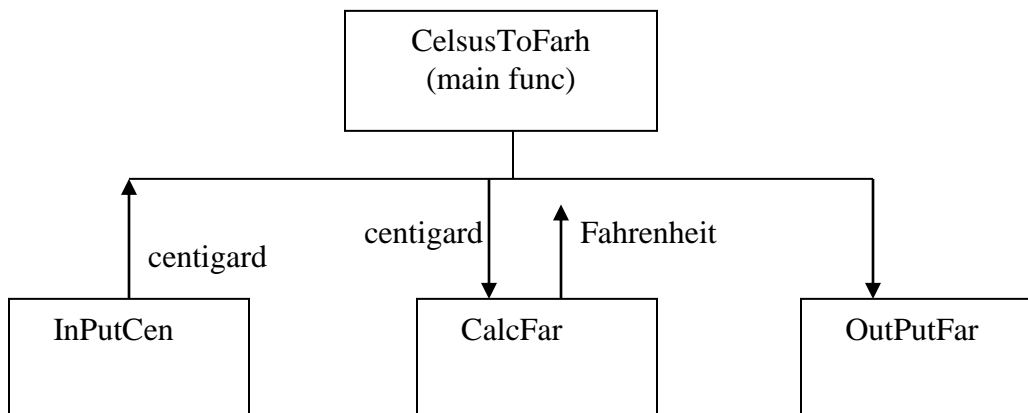 CelsusToFarh
(main func)
centigard
centigard
Fahrenheit
InPutCen
CalcFar
OutPutFar